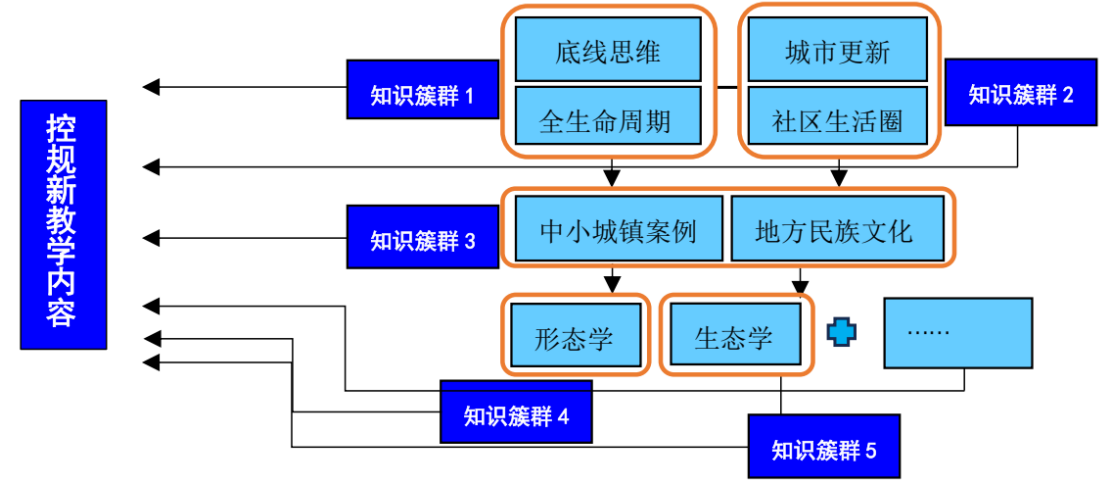 底线思维
城市更新
知识簇群 1
全生命周期
社区生活圈
知识簇群 2
控规新教学内容
知识簇群 3
中小城镇案例
地方民族文化
形态学
生态学
……
知识簇群 4
知识簇群 5